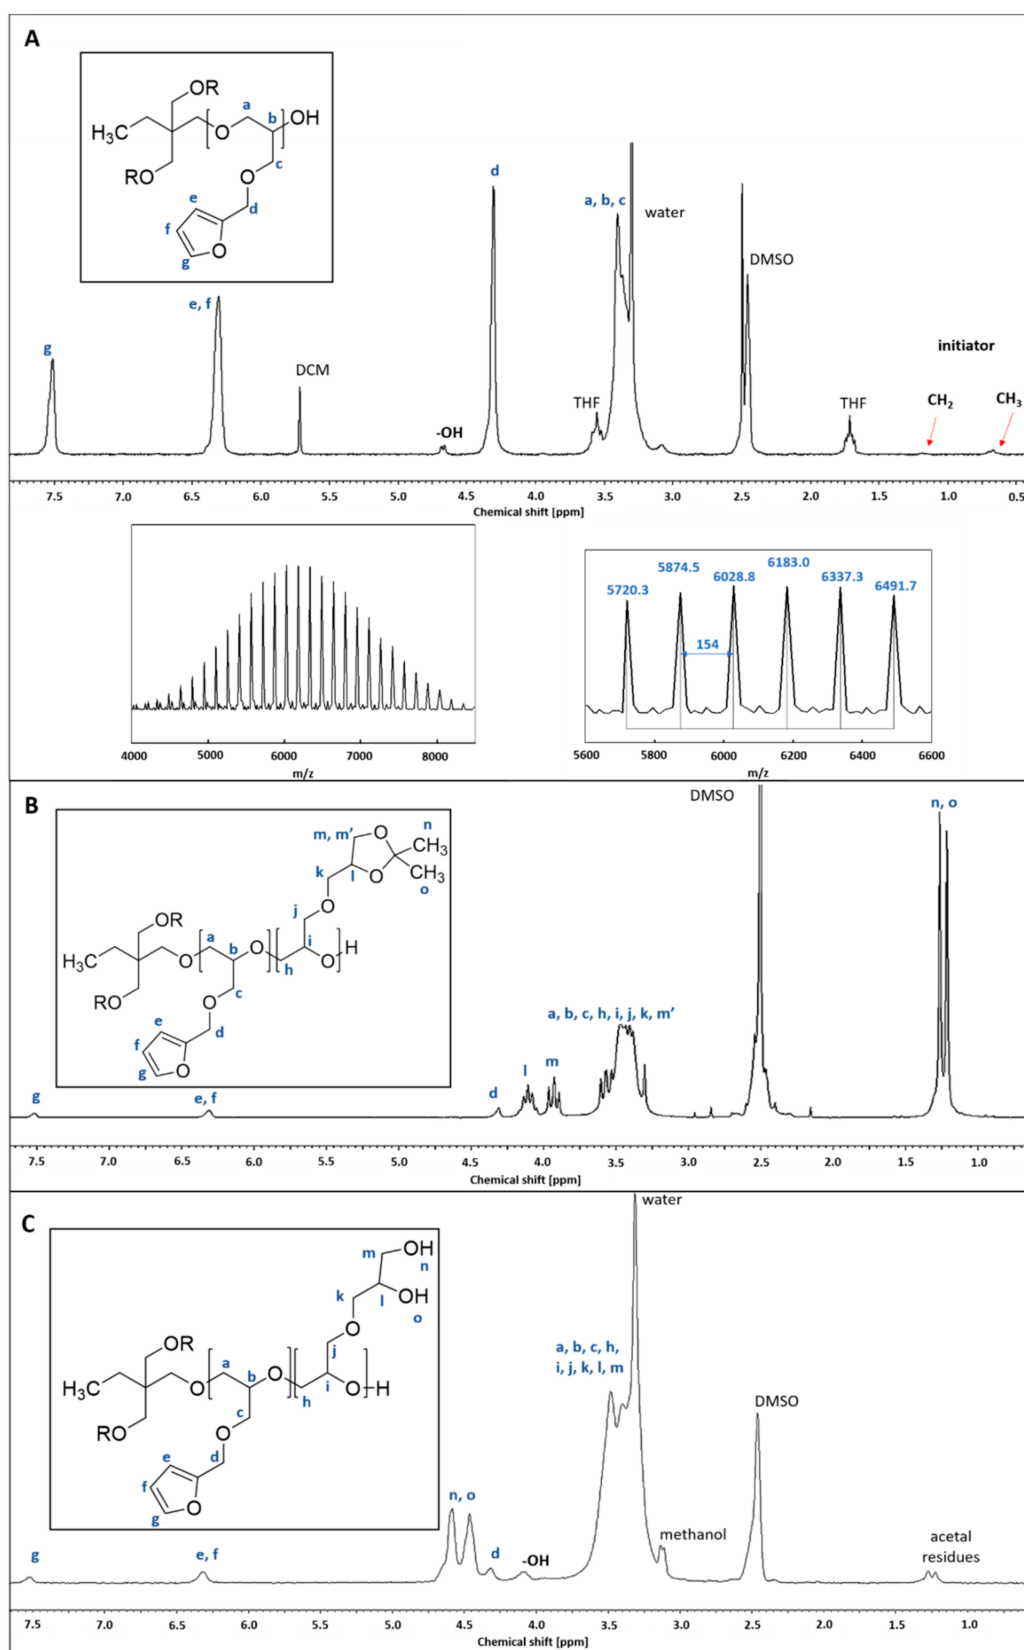 A
OR
a
b
OH
H3C
O
c
RO
O
e
d
f
O
g
g
e, f
DCM
-OH
d
THF
a, b, c
water
DMSO
THF
initiator
CH2
CH3
7.5 7.0 6.5 6.0 5.5 5.0 4.5 4.0 3.5 3.0 2.5 2.0 1.5 1.0 0.5
Chemical shift [ppm]
4000 5000 6000 7000 8000
m/z
5720.3 5874.5 6028.8 6183.0 6337.3 6491.7
154
5600 5800 6000 6200 6400 6600
m/z
B
m, m’ O n
CH3
k l O CH3
O o
j
OR
a b O i
H3C O O H
h
RO c
O
e d
f
g O
g
e, f
d
l
m
a, b, c, h, i, j, k, m’
DMSO
n, o
7.5 7.0 6.5 6.0 5.5 5.0 4.5 4.0 3.5 3.0 2.5 2.0 1.5 1.0
Chemical shift [ppm]
C
m OH
n
k l OH
o
O
j
OR
a b O i
H3C O O H
h
RO c
O
e d
f
g O
g
e, f
n, o
d
-OH
a, b, c, h,
i, j, k, l, m
water
methanol
DMSO
acetal
residues
7.5 7.0 6.5 6.0 5.5 5.0 4.5 4.0 3.5 3.0 2.5 2.0 1.5 1.0
Chemical shift [ppm]